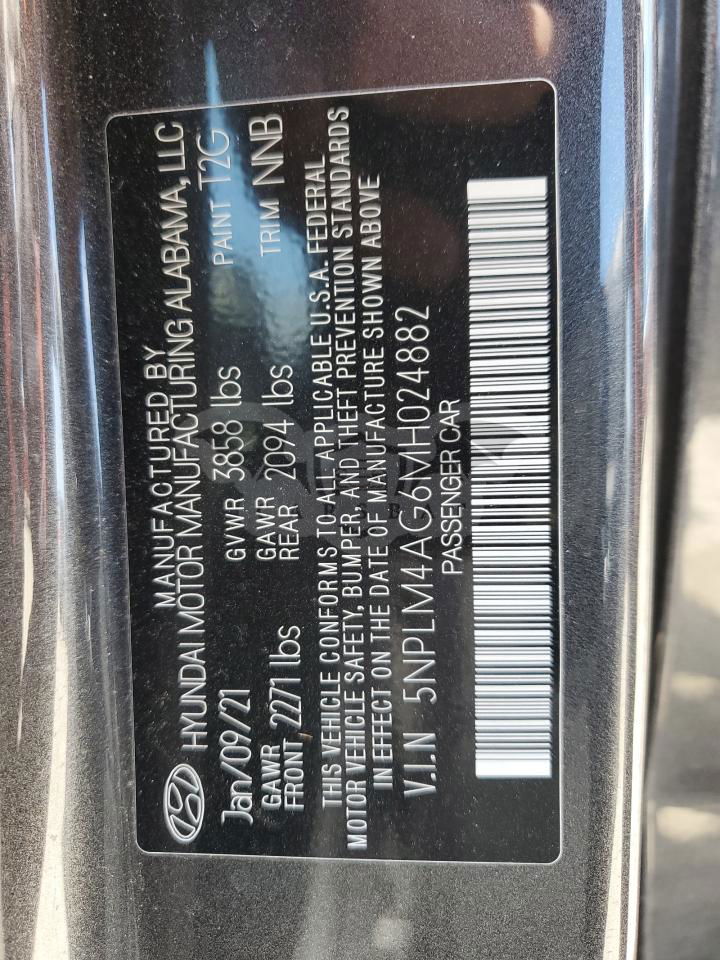 MANUFACTURED BY
HYUNDAI MOTOR MANUFACTURING ALABAMA, LLC
Jan/09/21 GVWR 3858 lbs PAINT T2G
GAWR FRONT 2271 lbs GAWR REAR 2094 lbs TRIM NNB
THIS VEHICLE CONFORMS TO ALL APPLICABLE U.S.A. FEDERAL
MOTOR VEHICLE SAFETY, BUMPER, AND THEFT PREVENTION STANDARDS
IN EFFECT ON THE DATE OF MANUFACTURE SHOWN ABOVE
V.I.N 5NPLM4AG6MH024882
PASSENGER CAR